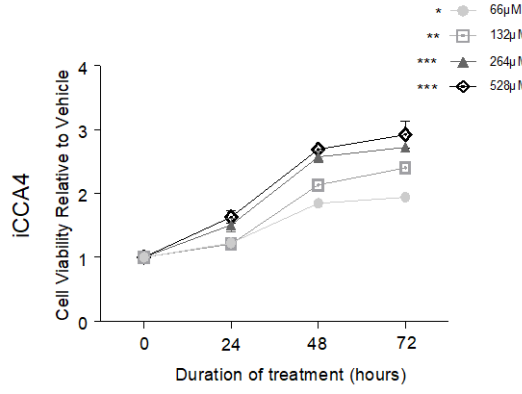 * 66µM
** 132µM
*** 264µM
*** 528µM
iCCA4
Cell Viability Relative to Vehicle
4
3
2
1
0
0 24 48 72
Duration of treatment (hours)